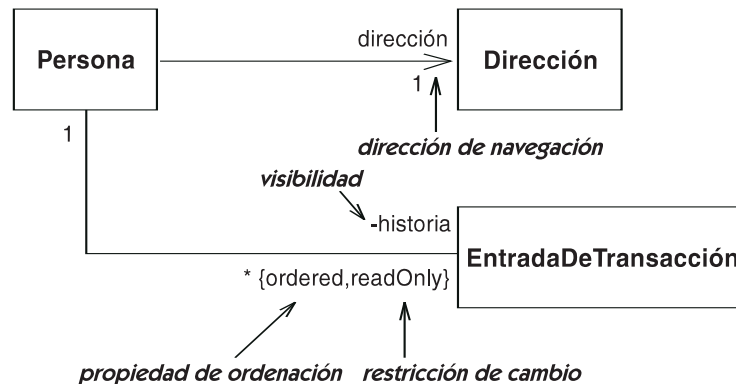 dirección
Persona
Dirección
1
1
dirección de navegación
visibilidad
-historia
EntradaDeTransacción
* {ordered,readOnly}
propiedad de ordenación
restricción de cambio